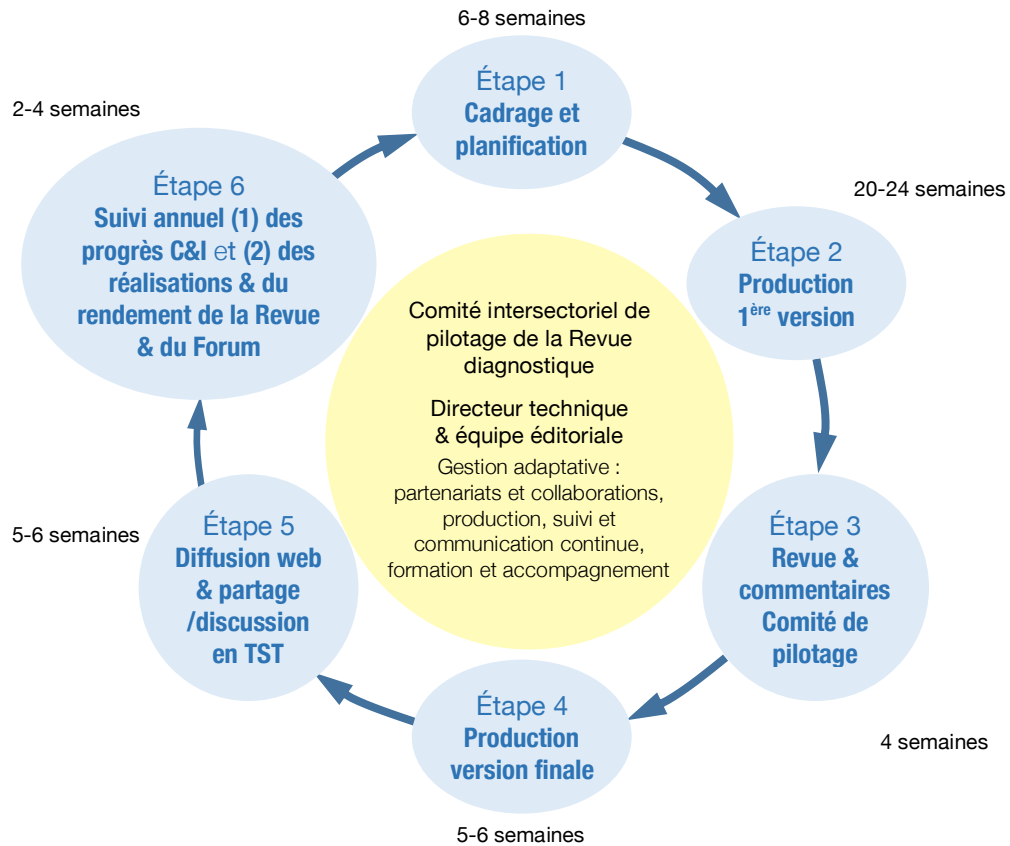 6-8 semaines
Étape 1
Cadrage et
planification
20-24 semaines
Étape 2
Production
1ère version
Étape 3
Revue &
commentaires
Comité de
pilotage
4 semaines
Étape 4
Production
version finale
5-6 semaines
5-6 semaines
Étape 5
Diffusion web
& partage
/discussion
en TST
2-4 semaines
Étape 6
Suivi annuel (1) des
progrès C&I et (2) des
réalisations & du
rendement de la Revue
& du Forum
Comité intersectoriel de
pilotage de la Revue
diagnostique
Directeur technique
& équipe éditoriale
Gestion adaptative :
partenariats et collaborations,
production, suivi et
communication continue,
formation et accompagnement